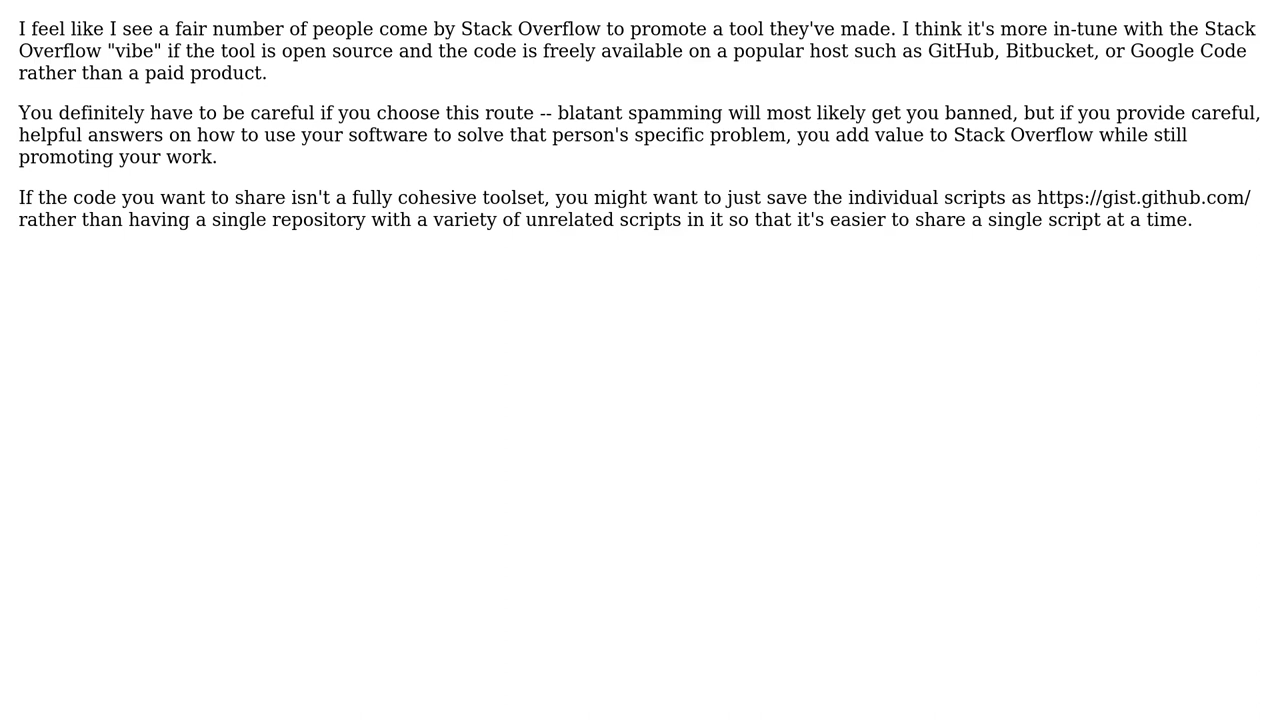 I feel like I see a fair number of people come by Stack Overflow to promote a tool they've made. I think it's more in-tune with the Stack
Overflow "vibe" if the tool is open source and the code is freely available on a popular host such as GitHub, Bitbucket, or Google Code
rather than a paid product.
You definitely have to be careful if you choose this route -- blatant spamming will most likely get you banned, but if you provide careful,
helpful answers on how to use your software to solve that person's specific problem, you add value to Stack Overflow while still
promoting your work.
If the code you want to share isn't a fully cohesive toolset, you might want to just save the individual scripts as https://gist.github.com/
rather than having a single repository with a variety of unrelated scripts in it so that it's easier to share a single script at a time.